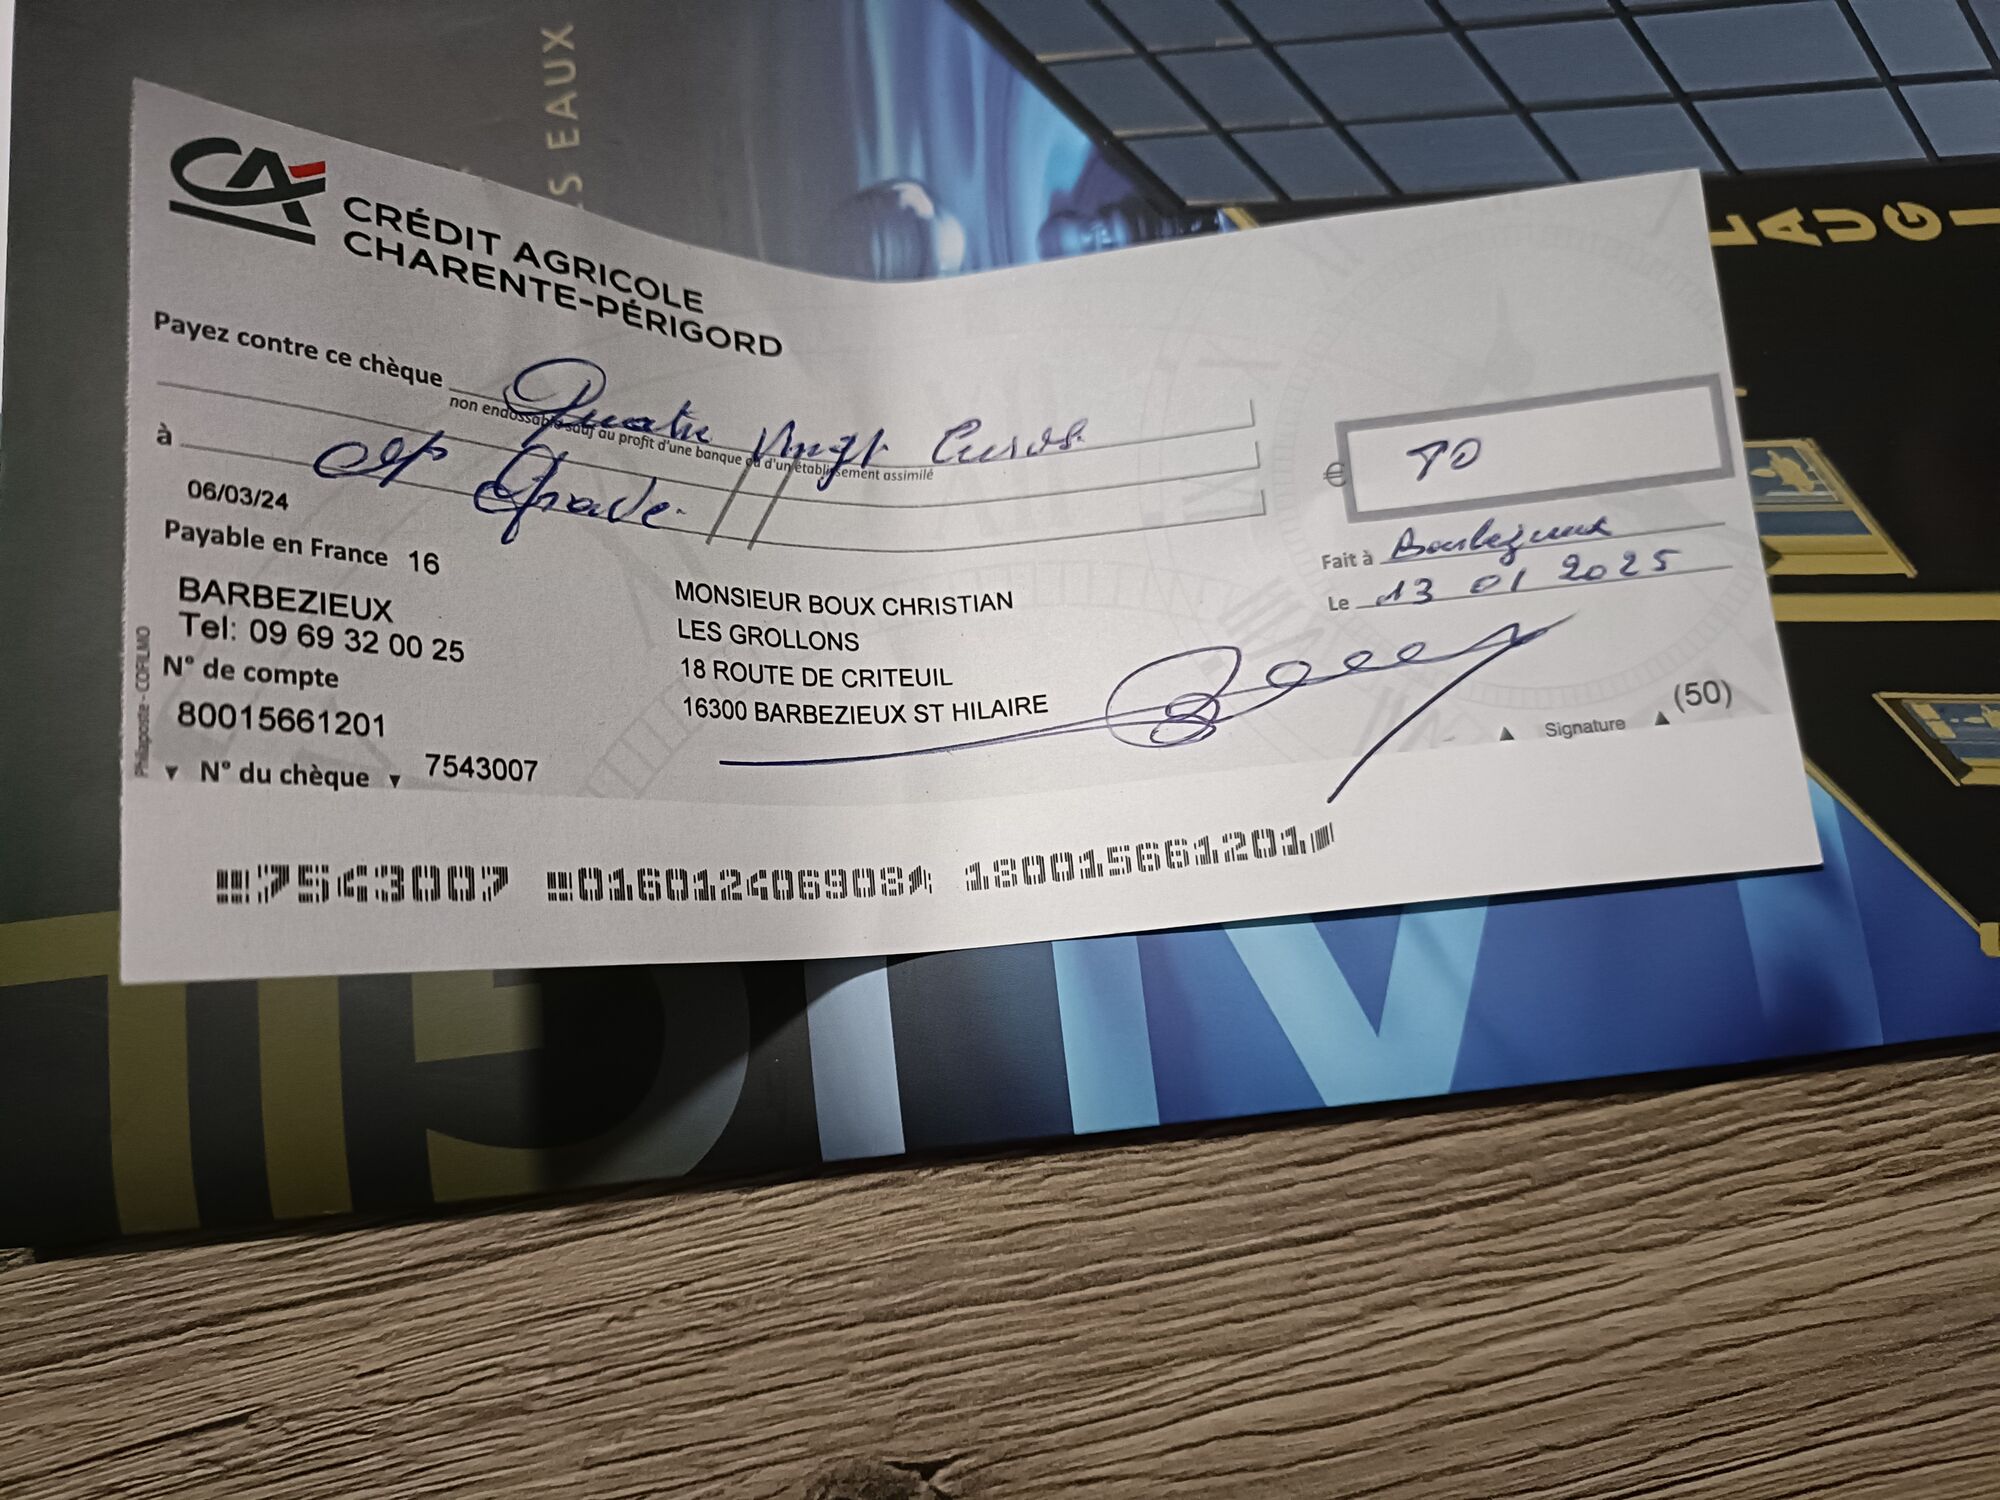 LES EAUX
L AUGI
CRÉDIT AGRICOLE
CHARENTE-PÉRIGORD
Payez contre ce chèque Quatre Vingt Euros
non endossable sauf au profit d'une banque ou d'un établissement assimilé
à
€
06/03/24
Payable en France 16
Fait à Barbezieux
Le 13 01 2025
BARBEZIEUX
Tel: 09 69 32 00 25
N° de compte
80015661201
MONSIEUR BOUX CHRISTIAN
LES GROLLONS
18 ROUTE DE CRITEUIL
16300 BARBEZIEUX ST HILAIRE
Signature (50)
N° du chèque 7543007
Philaposte - COFILMO
7543007 016012406908 180015661201